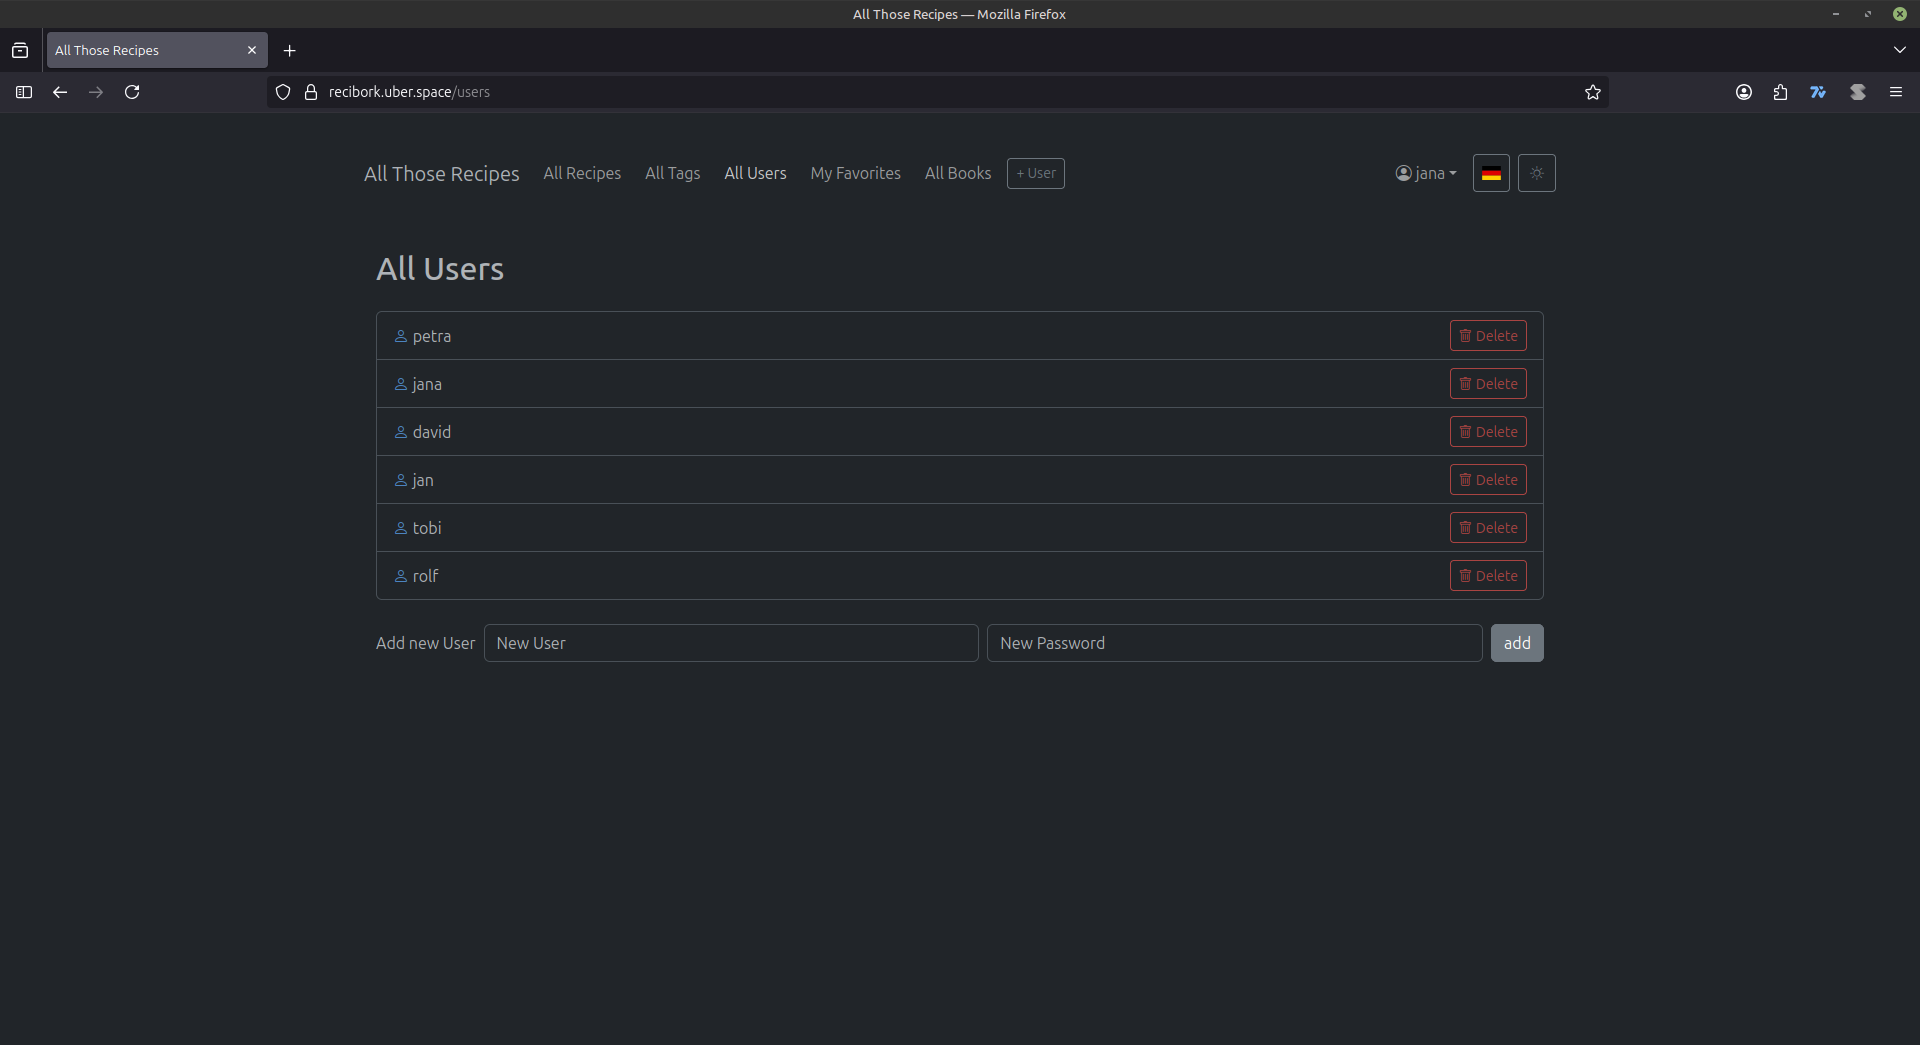 All Those Recipes — Mozilla Firefox
All Those Recipes
recibork.uber.space/users
All Those Recipes All Recipes All Tags All Users My Favorites All Books + User jana
All Users
petra Delete
jana Delete
david Delete
jan Delete
tobi Delete
rolf Delete
Add new User New User New Password add